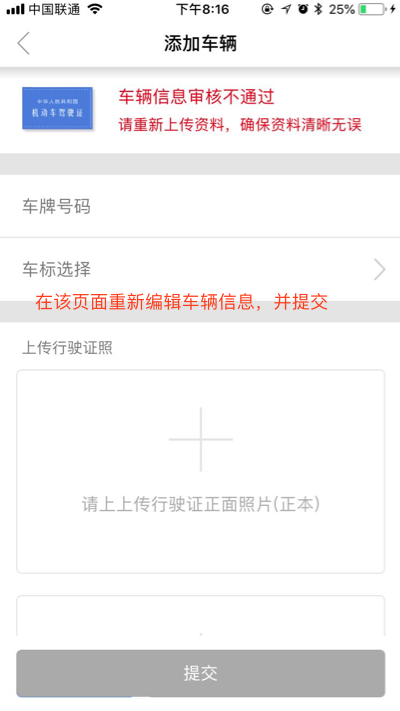 中国联通 下午8:16 25%
添加车辆
中华人民共和国
机动车驾驶证
车辆信息审核不通过
请重新上传资料，确保资料清晰无误
车牌号码
车标选择
在该页面重新编辑车辆信息，并提交
上传行驶证照
请上上传行驶证正面照片(正本)
提交